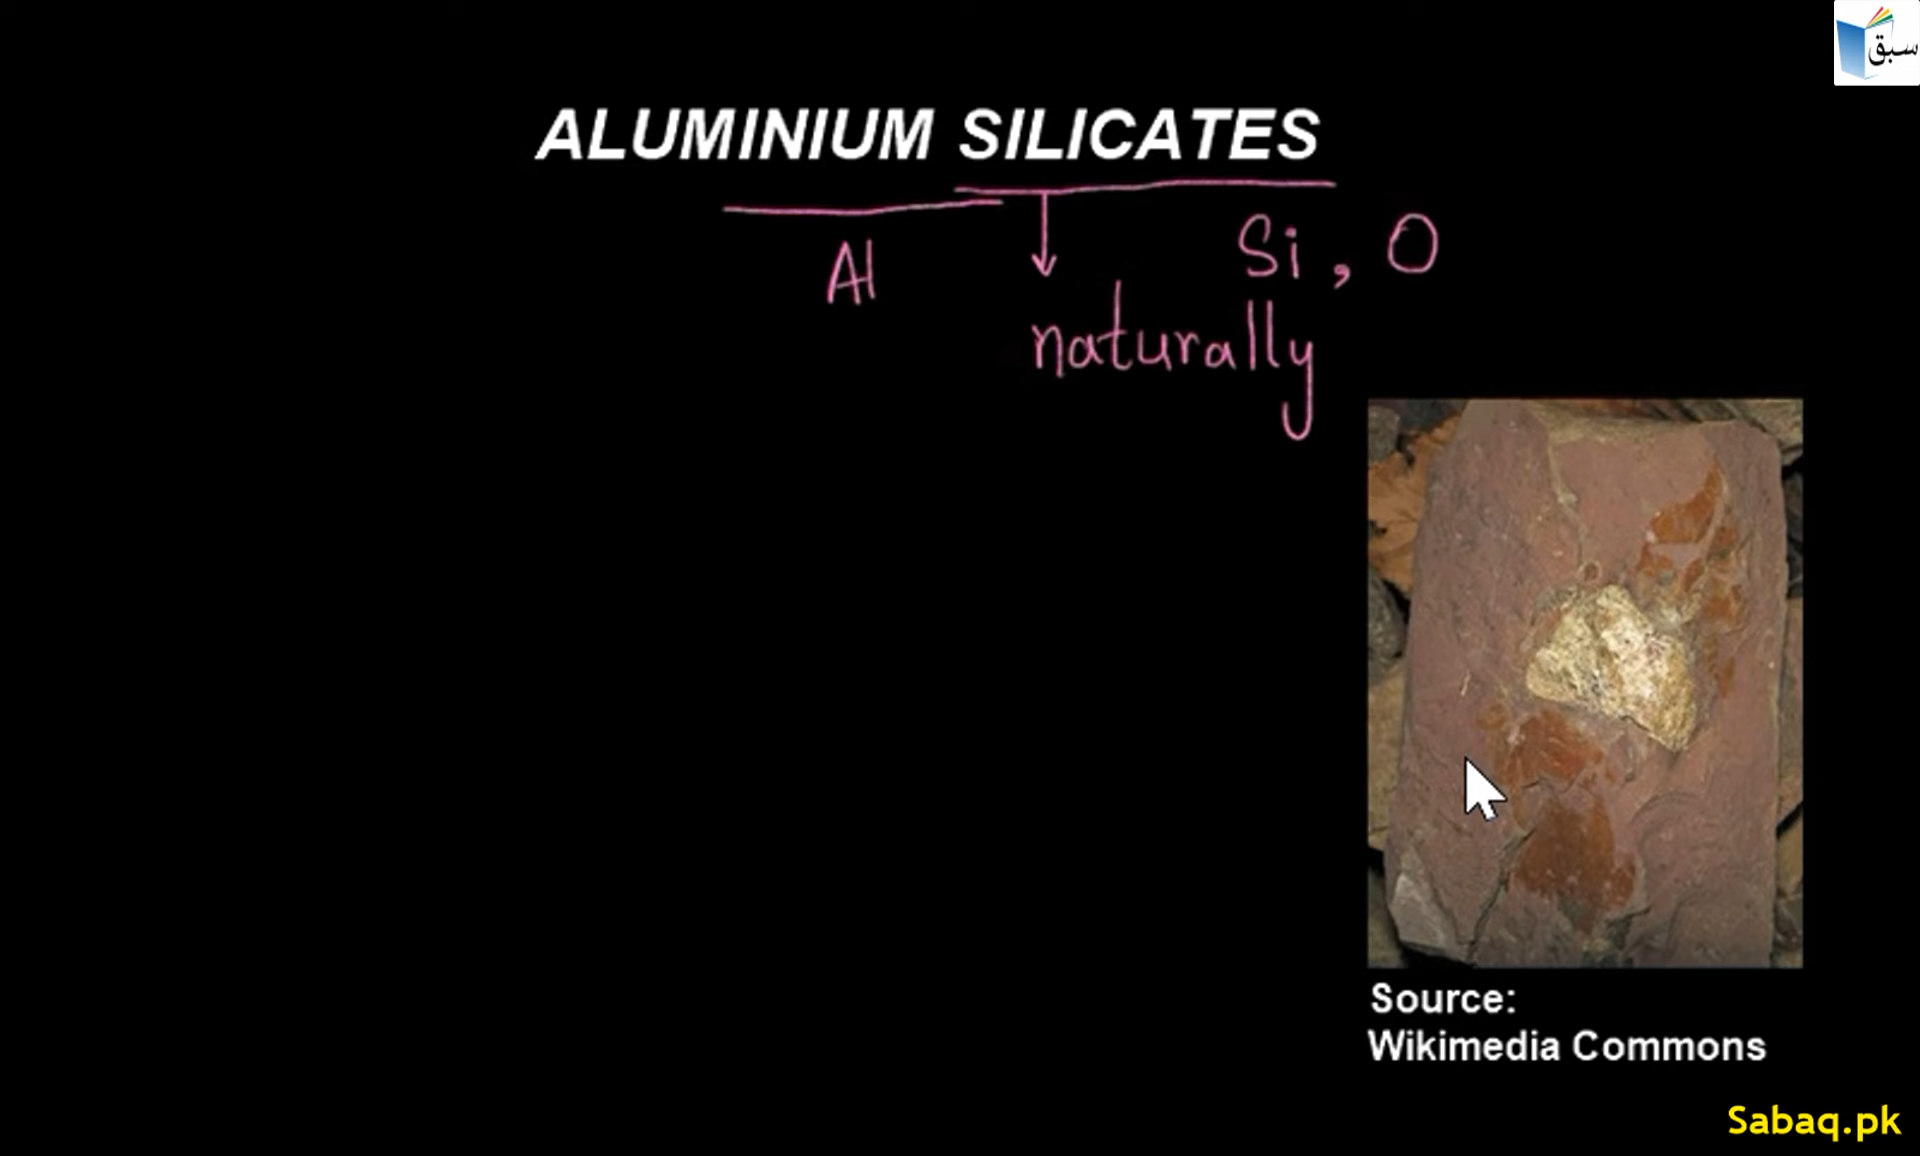 سبق
ALUMINIUM SILICATES
Al
Si, O
naturally
Source:
Wikimedia Commons
Sabaq.pk